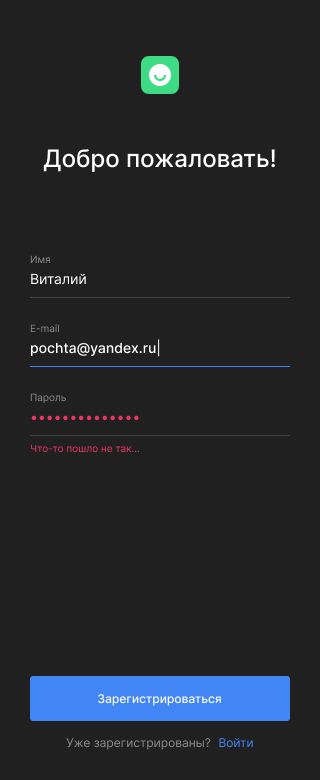 Добро пожаловать!
Имя
Виталий
E-mail
pochta@yandex.ru
Пароль
••••••••••••••
Что-то пошло не так...
Зарегистрироваться
Уже зарегистрированы? Войти